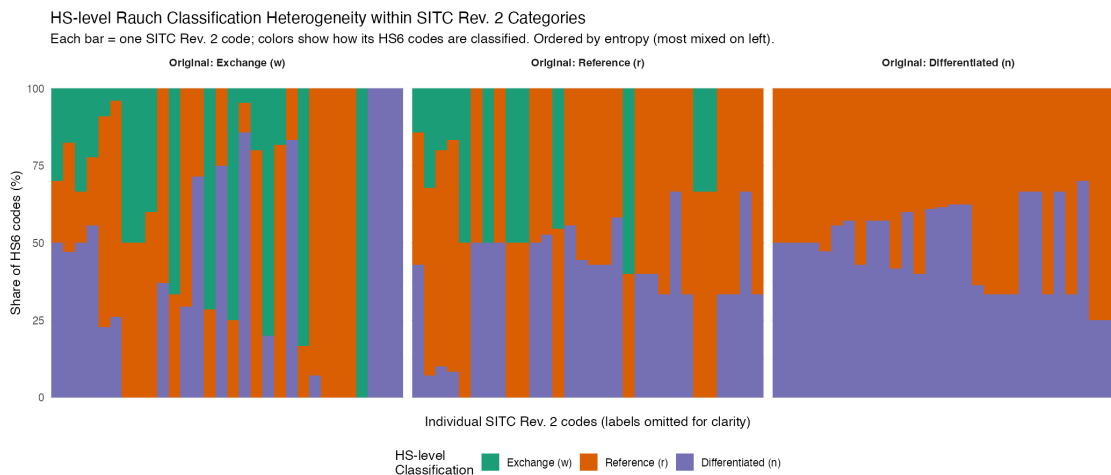 HS-level Rauch Classification Heterogeneity within SITC Rev. 2 Categories
Each bar = one SITC Rev. 2 code; colors show how its HS6 codes are classified. Ordered by entropy (most mixed on left).
Original: Exchange (w)
Original: Reference (r)
Original: Differentiated (n)
100
75
50
25
0
Share of HS6 codes (%)
Individual SITC Rev. 2 codes (labels omitted for clarity)
HS-level
Classification
Exchange (w)
Reference (r)
Differentiated (n)